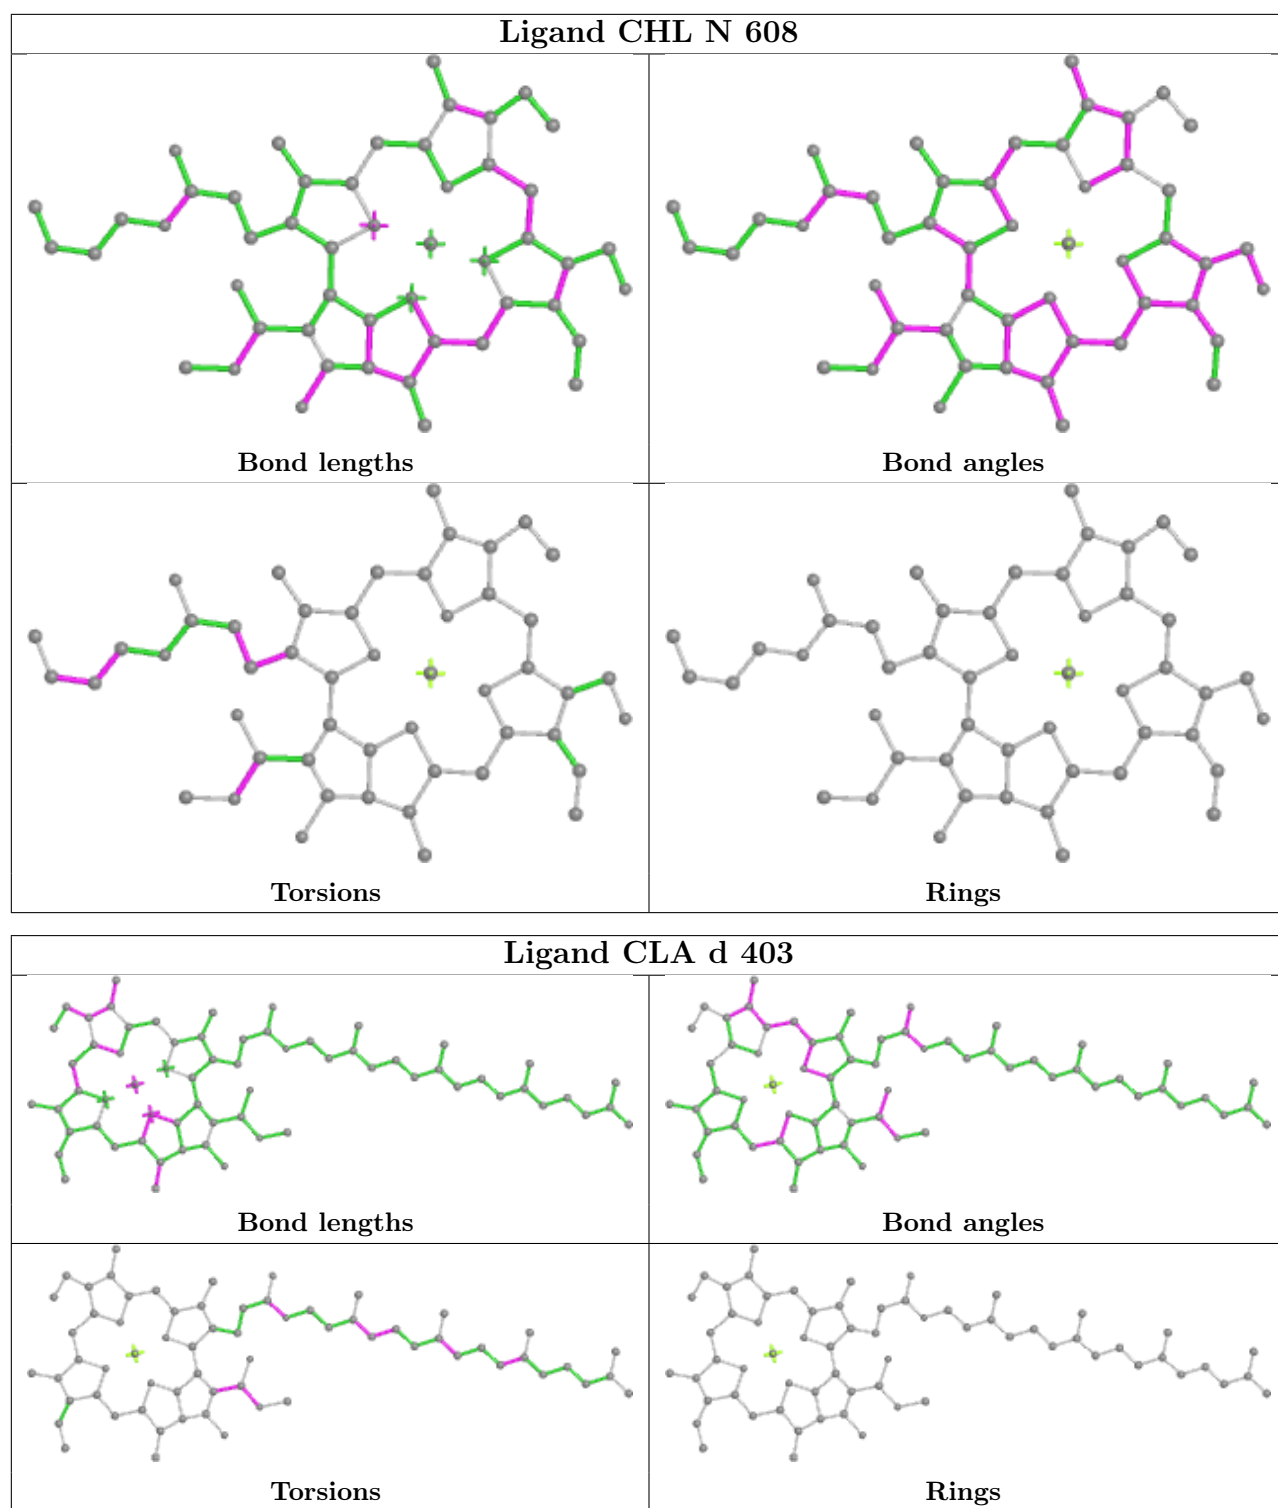 Ligand CHL N 608
Bond lengths
Bond angles
Torsions
Rings
Ligand CLA d 403
Bond lengths
Bond angles
Torsions
Rings